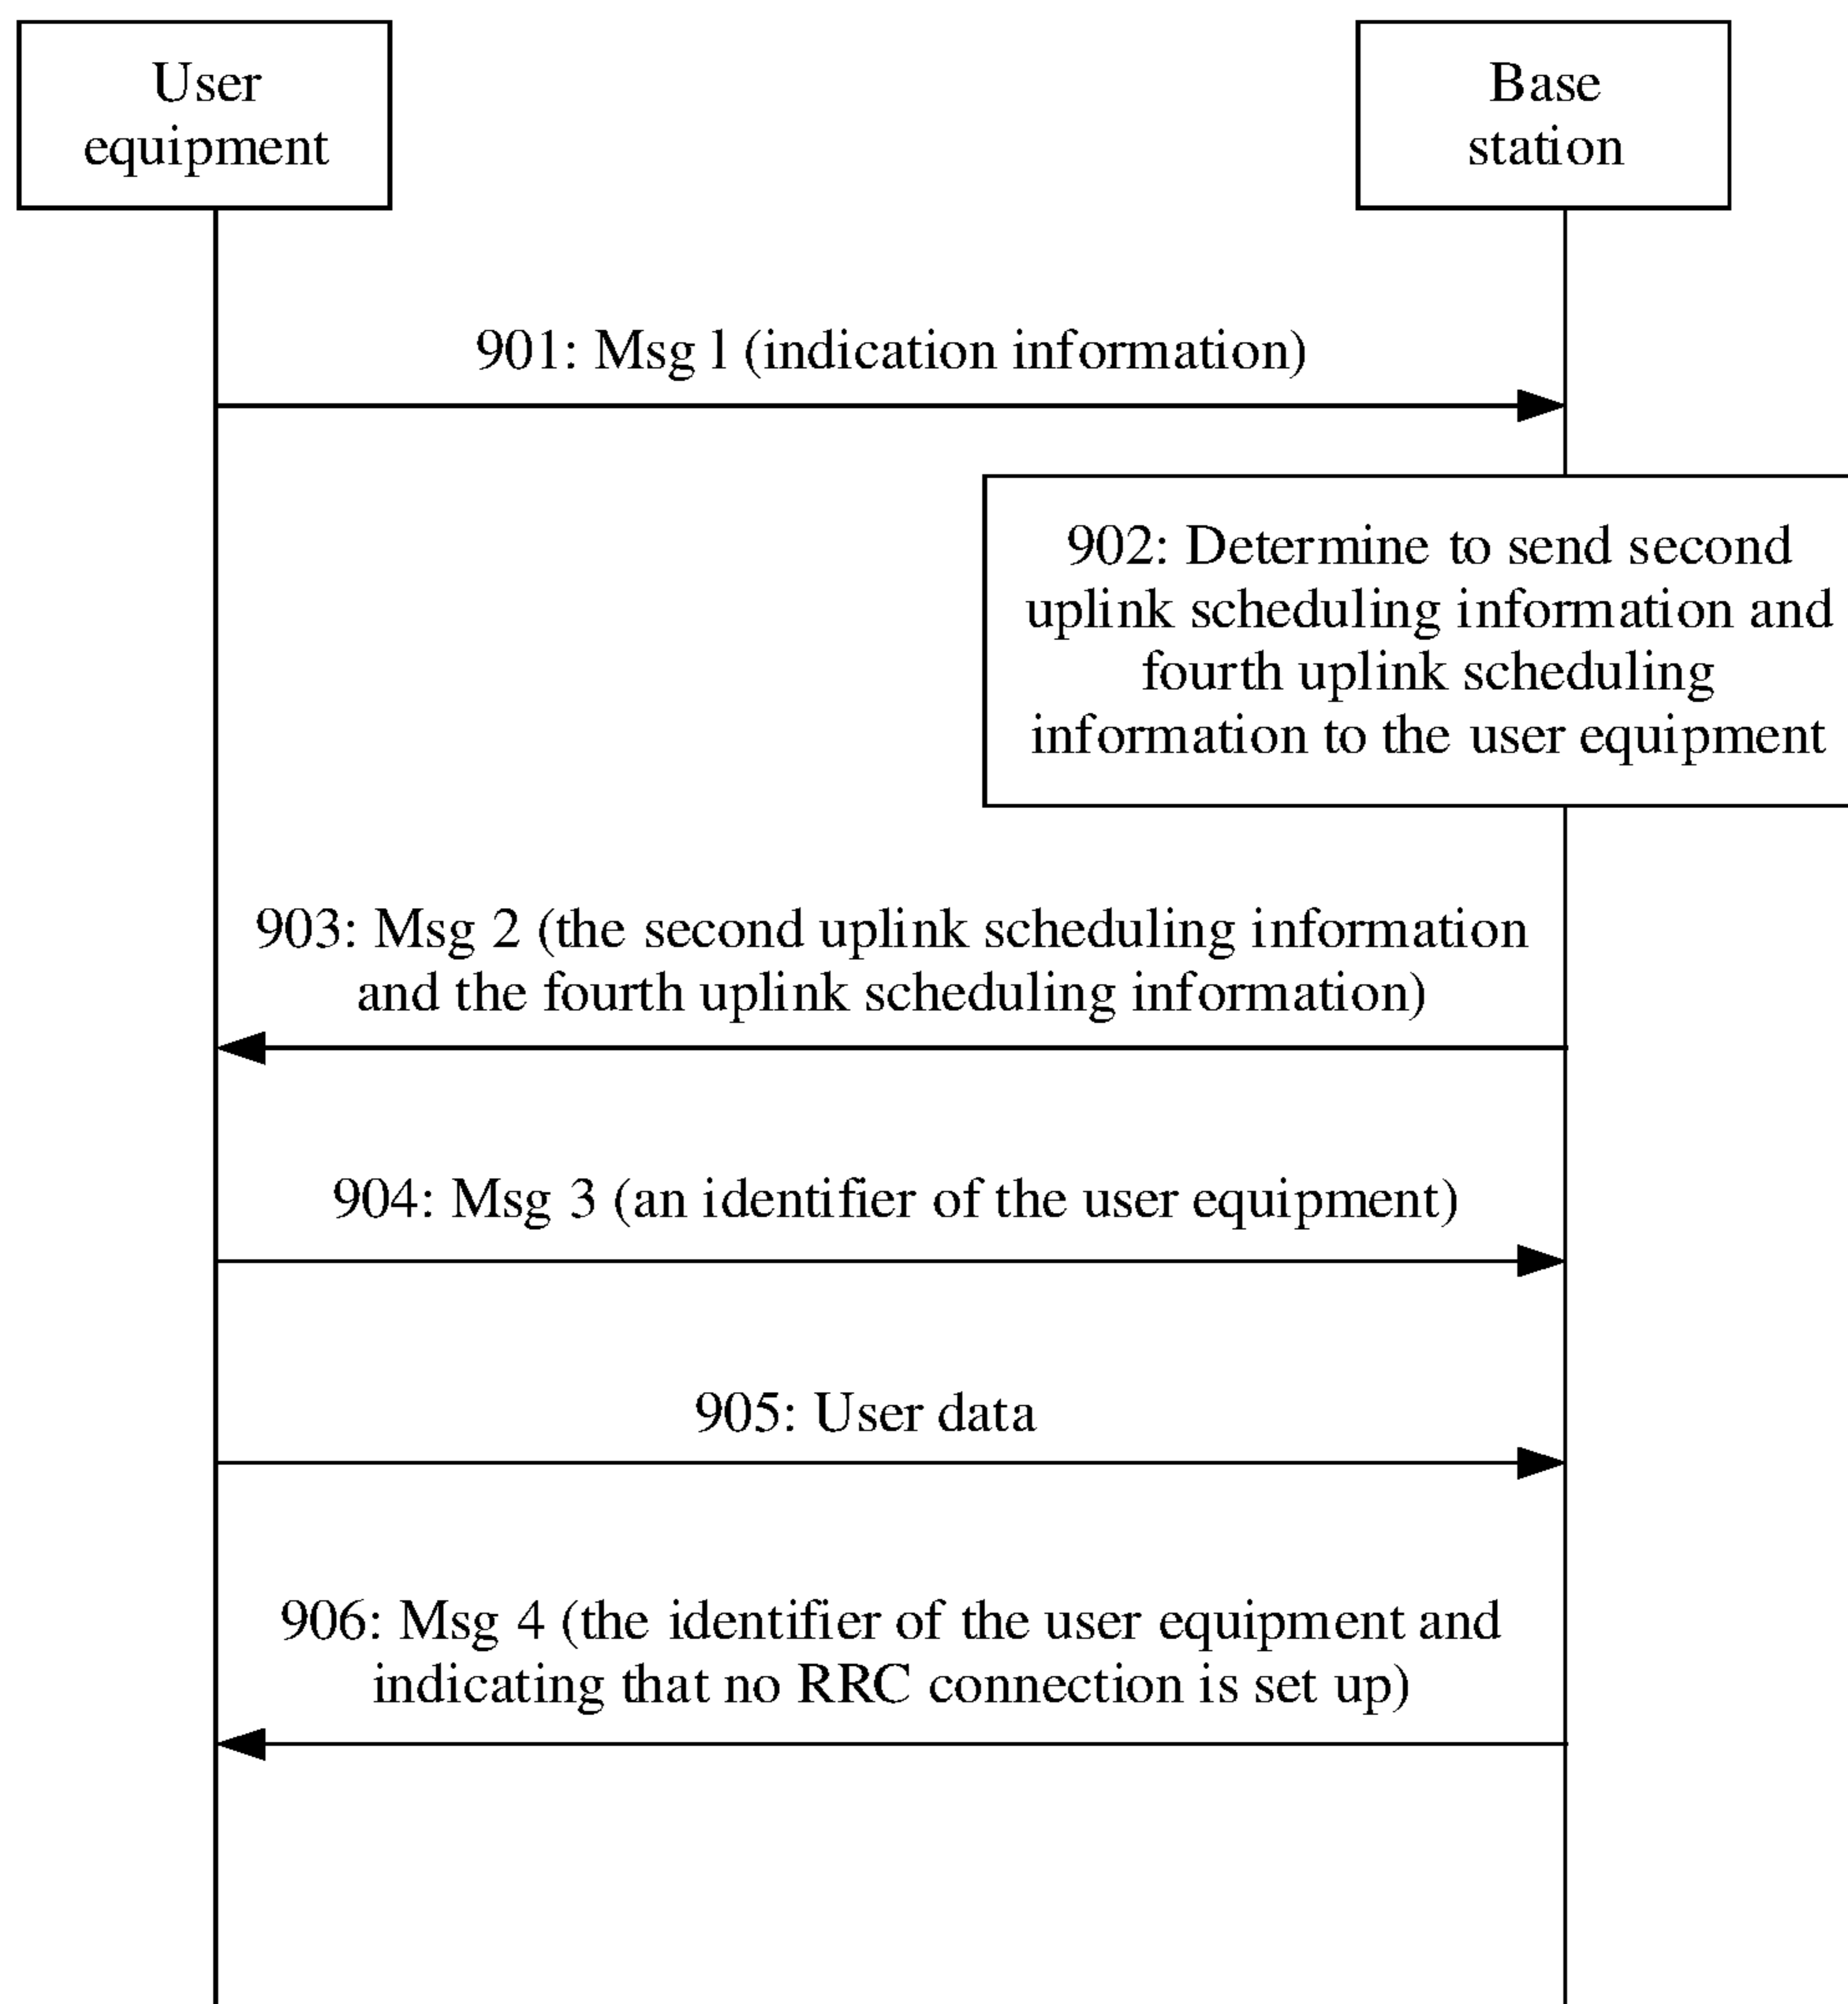 User
equipment
Base
station
901: Msg 1 (indication information)
902: Determine to send second
uplink scheduling information and
fourth uplink scheduling
information to the user equipment
903: Msg 2 (the second uplink scheduling information
and the fourth uplink scheduling information)
904: Msg 3 (an identifier of the user equipment)
905: User data
906: Msg 4 (the identifier of the user equipment and
indicating that no RRC connection is set up)